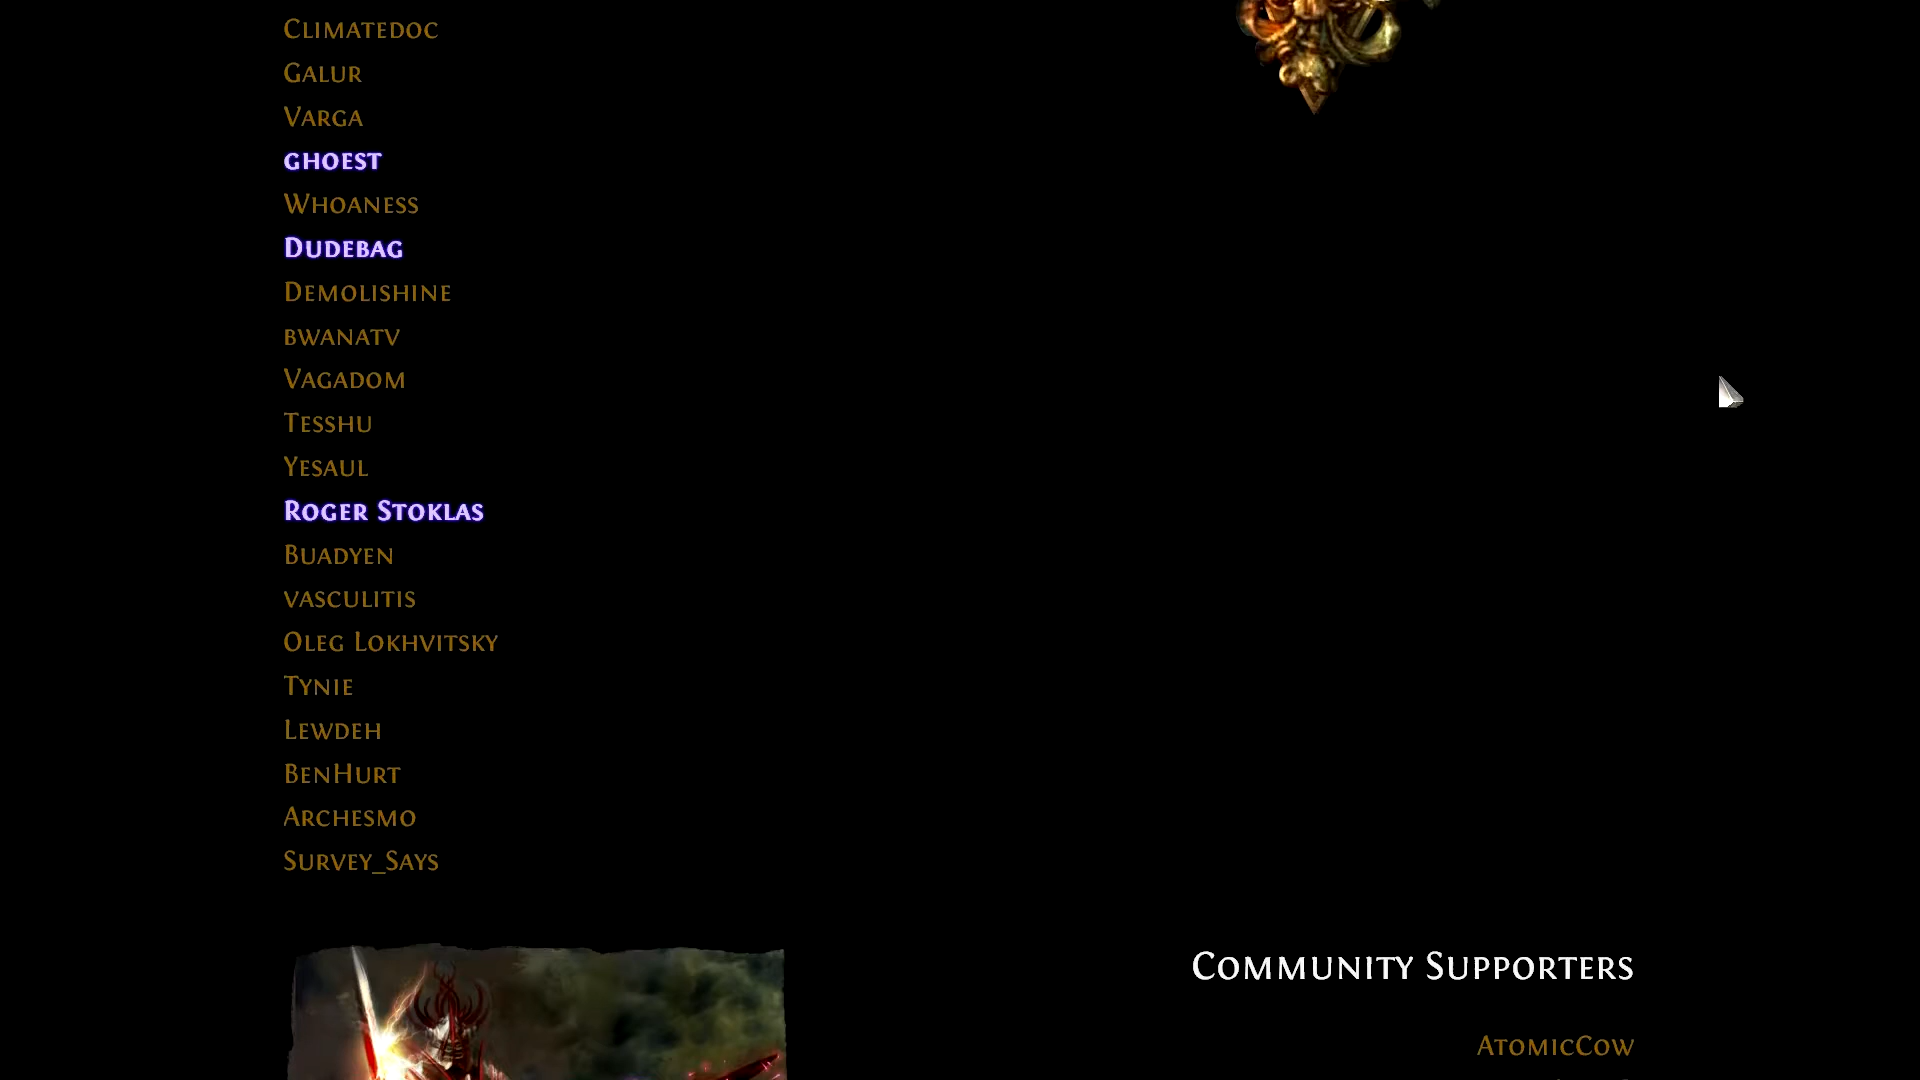 Climatedoc
Galur
Varga
ghoest
Whoaness
Dudebag
Demolishine
bwanatv
Vagadom
Tesshu
Yesaul
Roger Stoklas
Buadyen
vasculitis
Oleg Lokhvitsky
Tynie
Lewdeh
BenHurt
Archesmo
Survey_Says
Community Supporters
AtomicCow